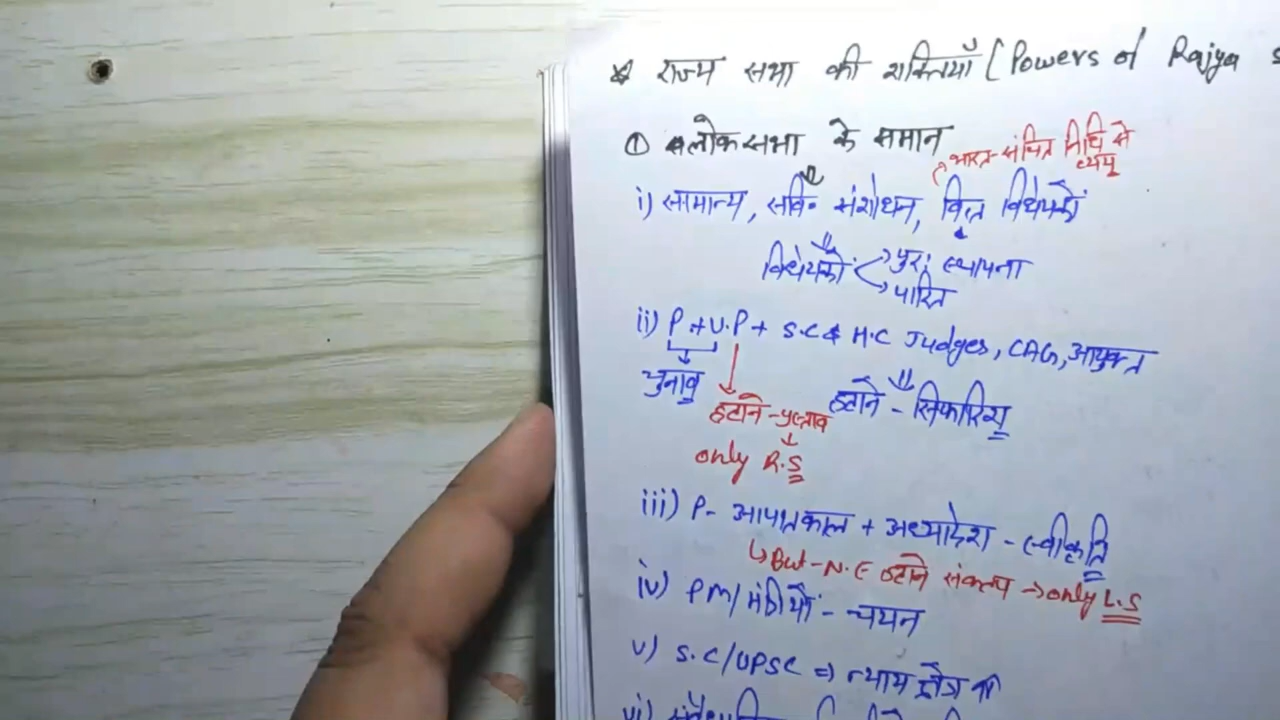 * राज्य सभा की शक्तियाँ (Powers of Rajya S
① लोकसभा के समान
भारत-संचित निधि से व्यय
i) सामान्य, संवि० संशोधन, वित्त विधेयकों
विधेयकों पुरः स्थापना
पारित
ii) P + V.P + S.C & H.C Judges, CAG, आयुक्त
चुनाव
हटाने - सिफारिस
हटाने - प्रस्ताव
only R.S
iii) P - आपातकाल + अध्यादेश - स्वीकृति
But - N.E हटाने संकल्प → only L.S
iv) PM/मंत्रीयों - चयन
v) S.C/UPSC ⇒ न्याय क्षेत्र
vi)